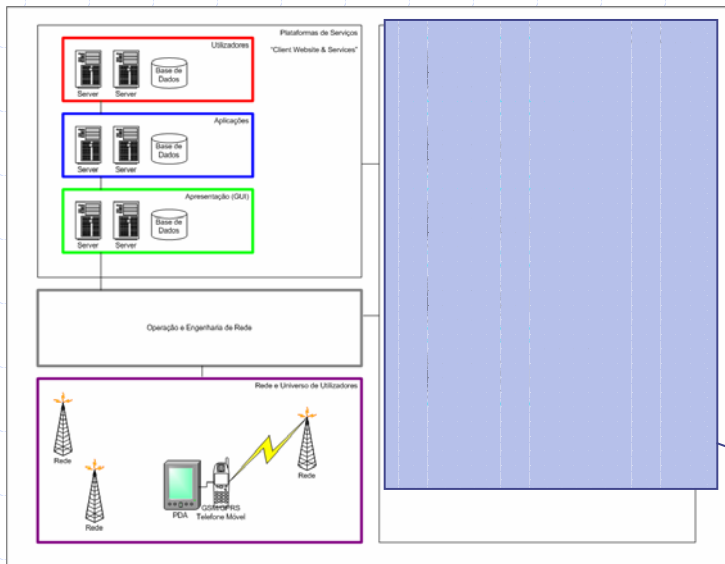 Plataformas de Serviços
"Client Website & Services"
Utilizadores
Base de
Dados
Server
Server
Aplicações
Base de
Dados
Server
Server
Apresentação (GUI)
Base de
Dados
Server
Server
Operação e Engenharia de Rede
Rede e Universo de Utilizadores
Rede
Rede
Rede
PDA
GSM/GPRS
Telefone Móvel